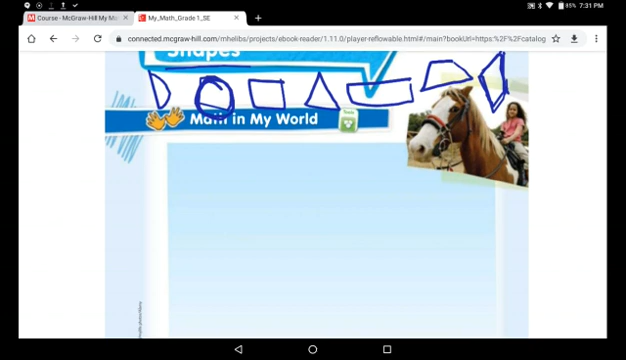 7:31 PM
85%
Course - McGraw-Hill My M
My_Math_Grade 1_SE
connected.mcgraw-hill.com/mhelibs/projects/ebook-reader/1.11.0/player-reflowable.html#/main?bookUrl=https:%2F%2Fcatalog
Shapes
Math in My World